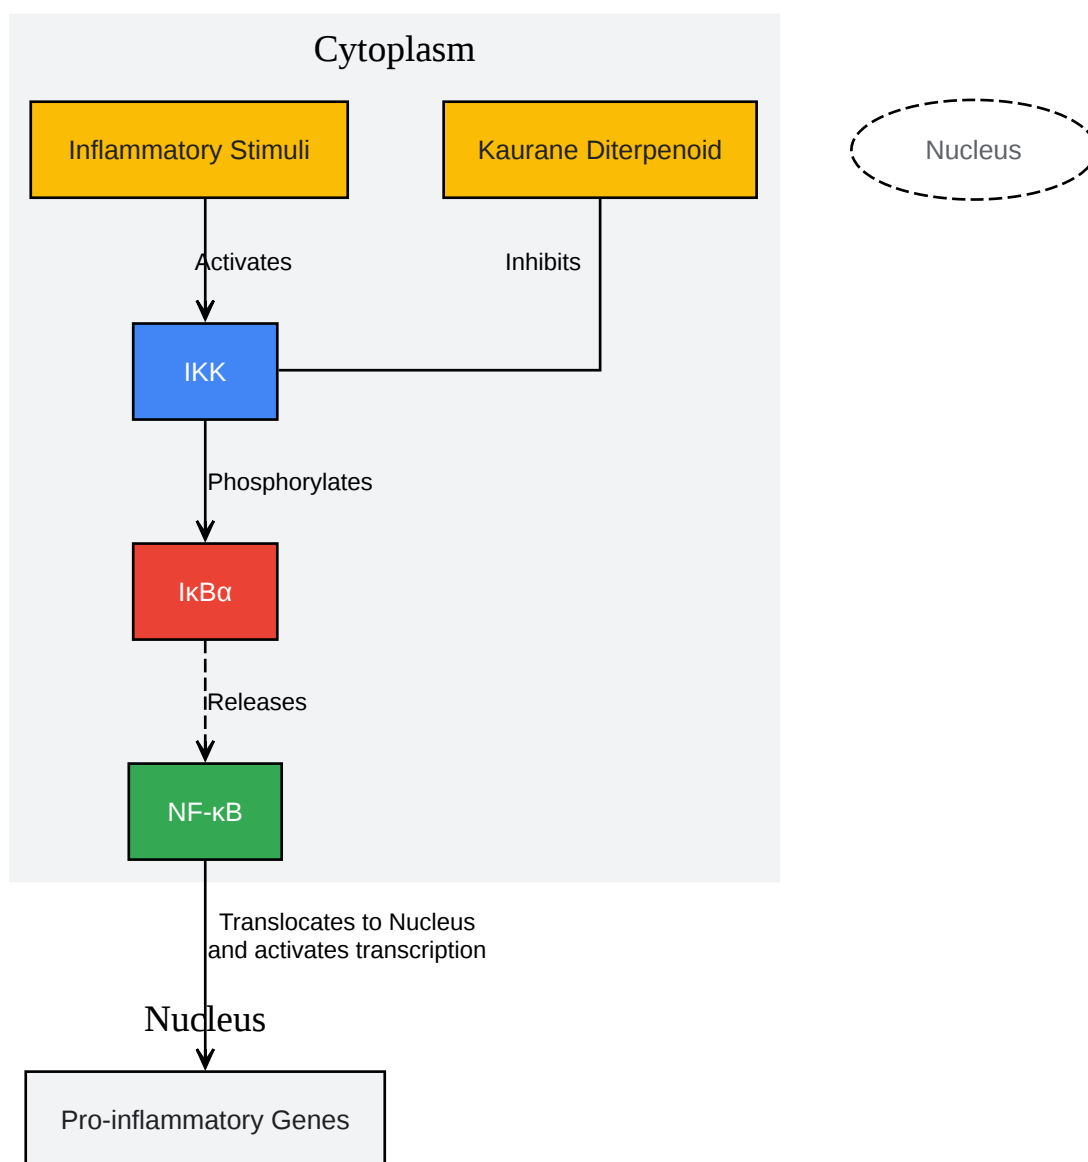 Cytoplasm
Inflammatory Stimuli
Kaurane Diterpenoid
Nucleus
Activates
Inhibits
IKK
Phosphorylates
IκBα
Releases
NF-κB
Translocates to Nucleus
and activates transcription
Nucleus
Pro-inflammatory Genes